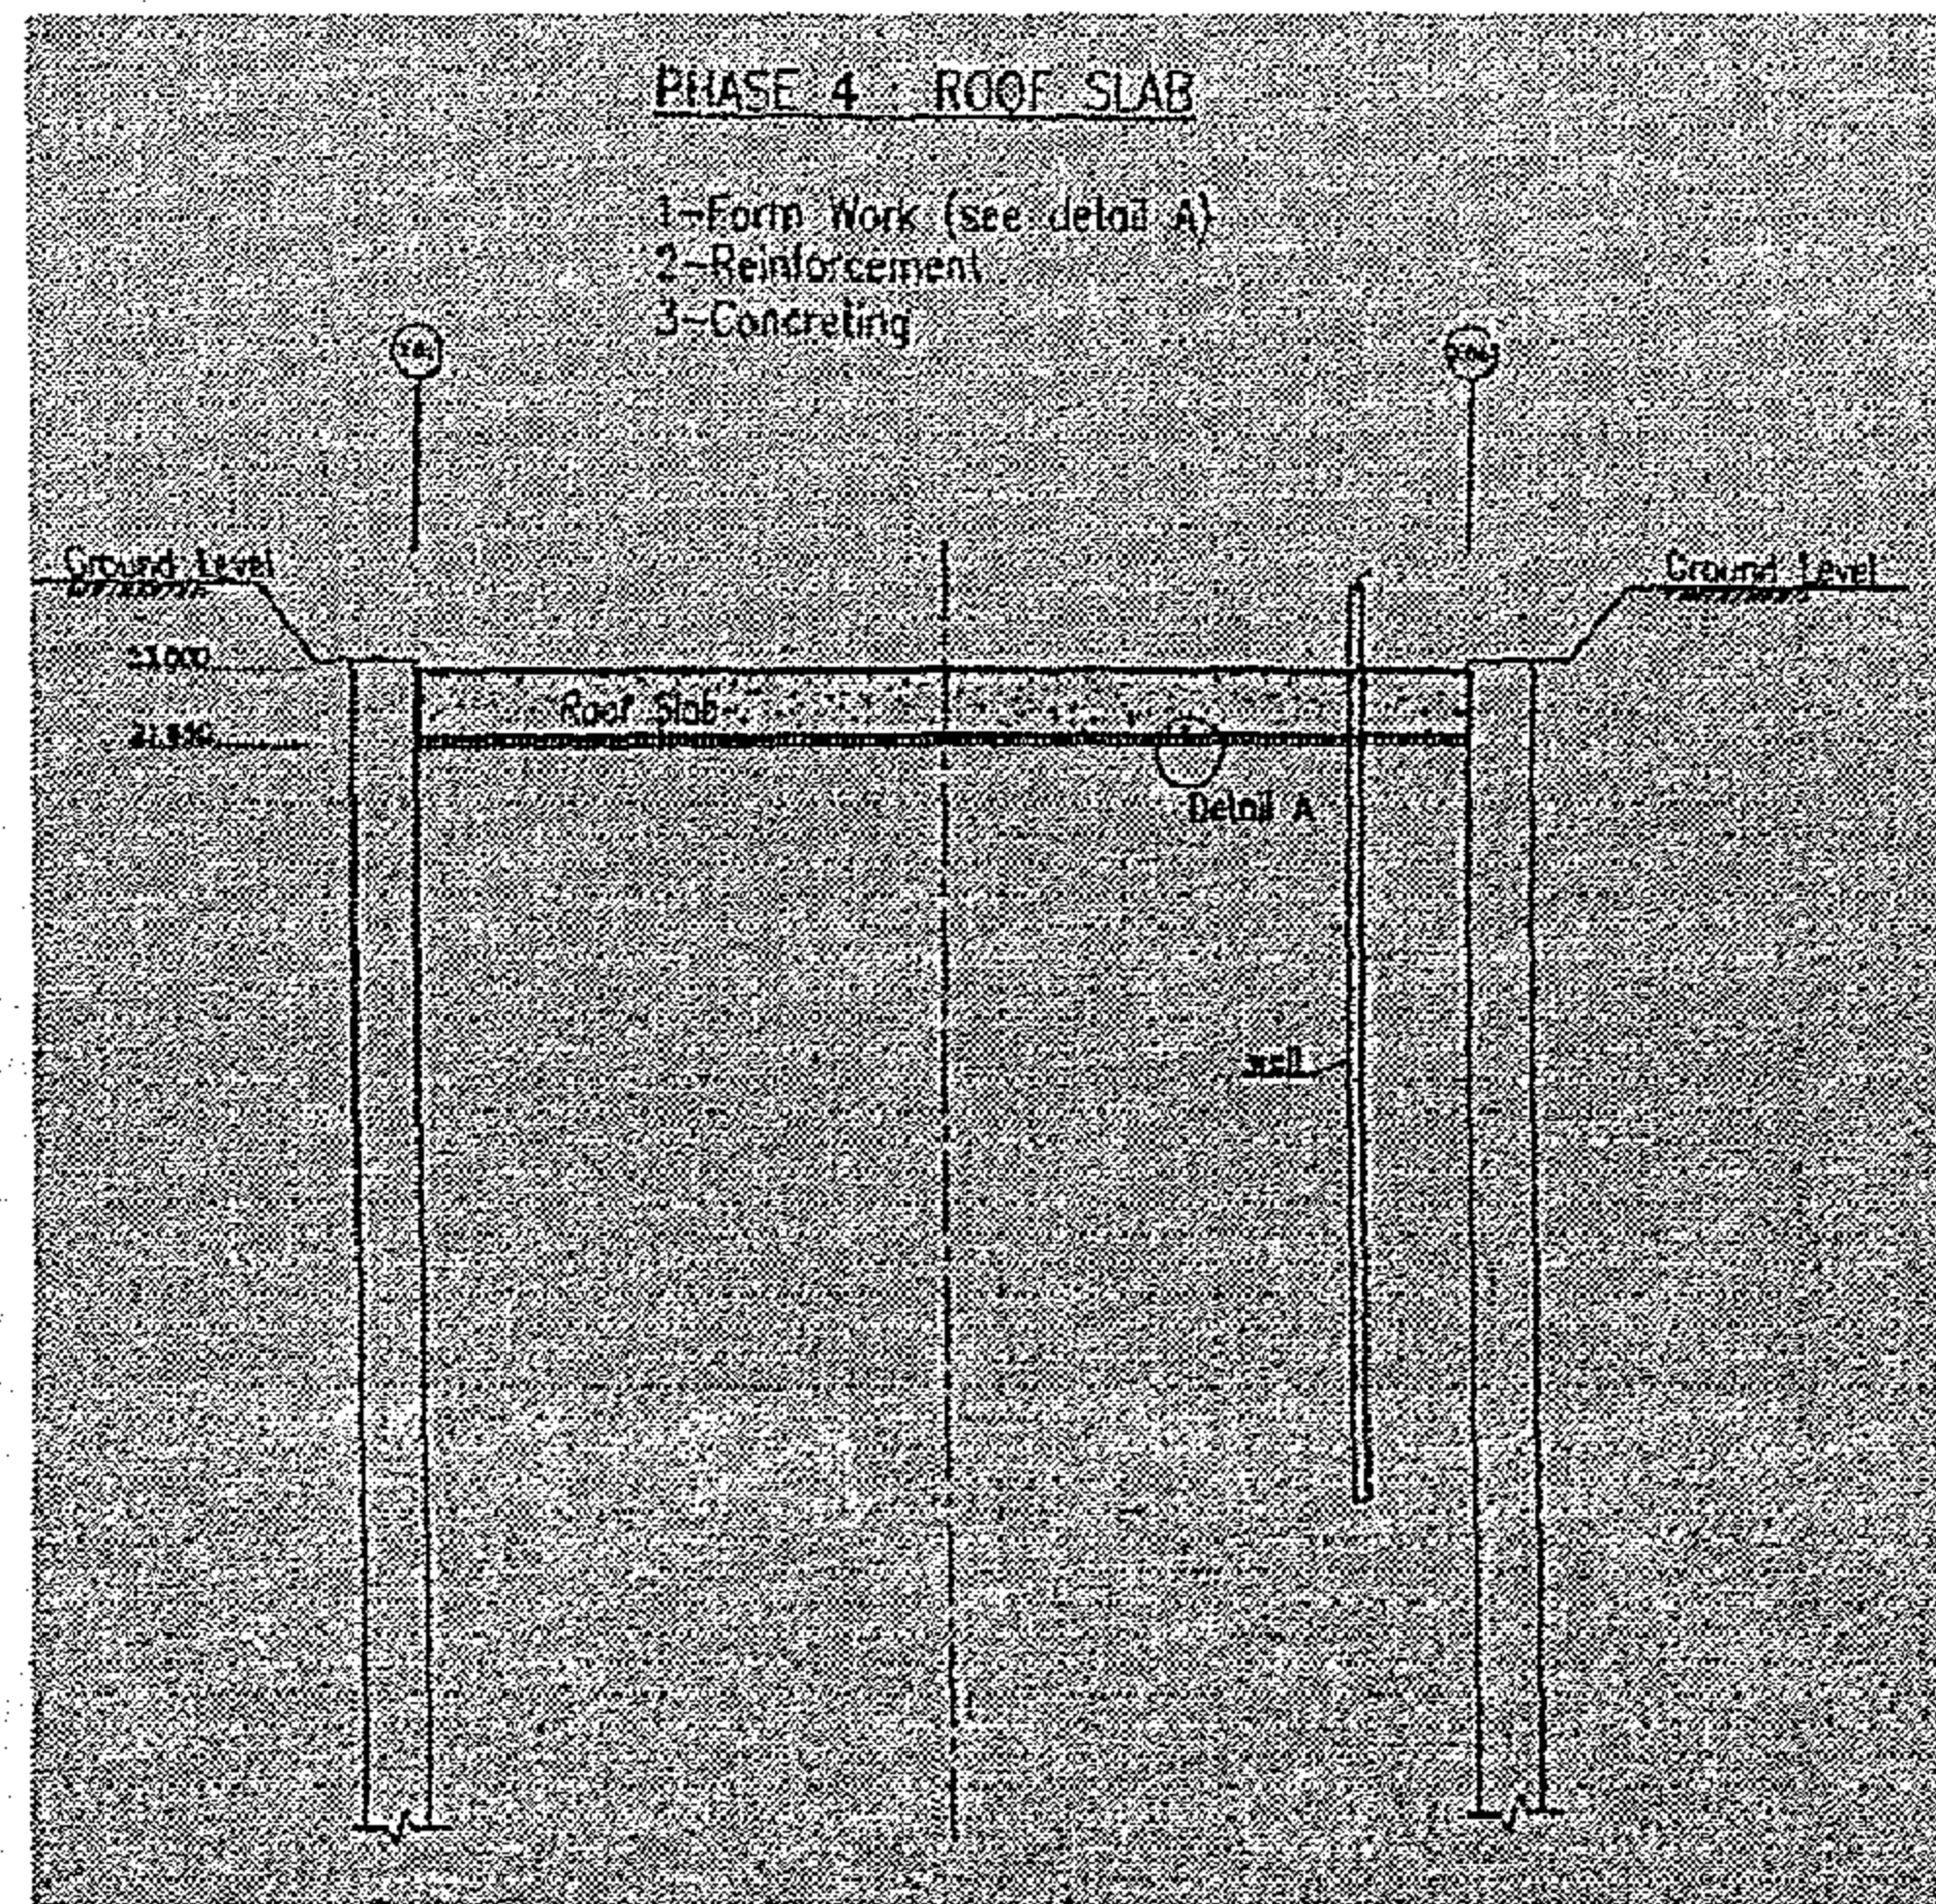 PHASE 4 : ROOF SLAB
1-Form Work (see detail A)
2-Reinforcement
3-Concreting
Ground Level
Ground Level
Roof Slab
Detail A
well